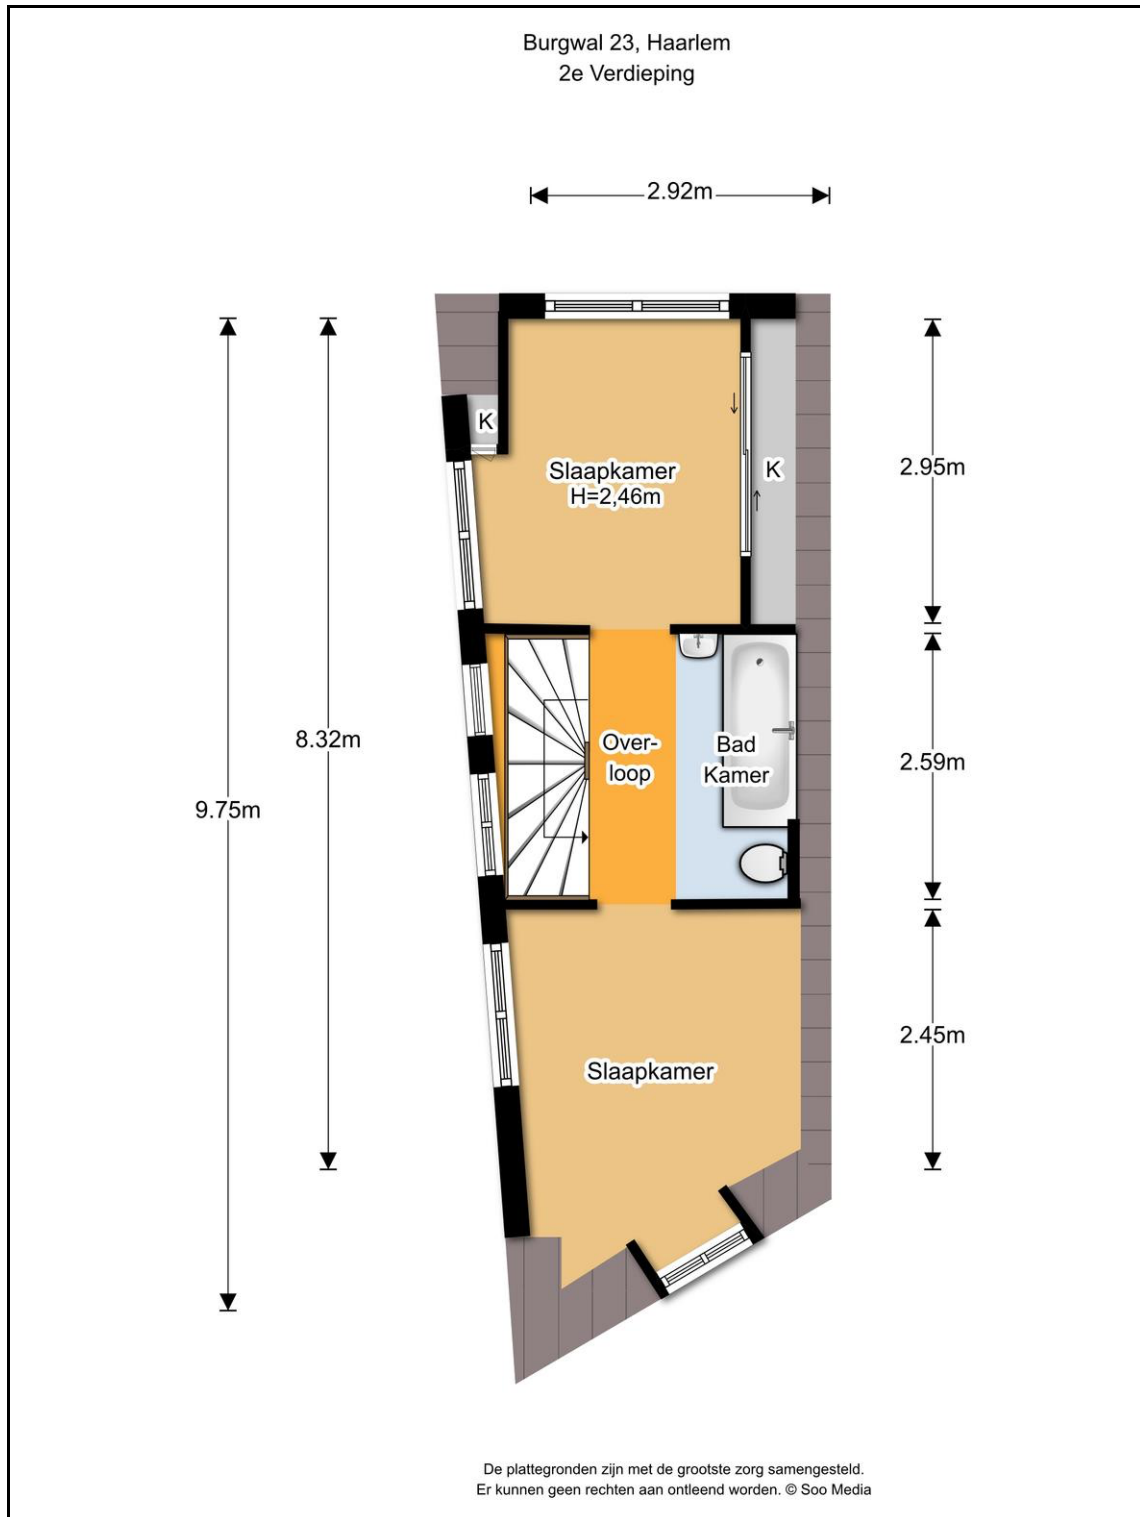 Burgwal 23, Haarlem
2e Verdieping
2.92m
K
Slaapkamer
H=2,46m
K
2.95m
8.32m
9.75m
Over-
loop
Bad
Kamer
2.59m
Slaapkamer
2.45m
De plattegronden zijn met de grootste zorg samengesteld.
Er kunnen geen rechten aan ontleend worden. © Soo Media